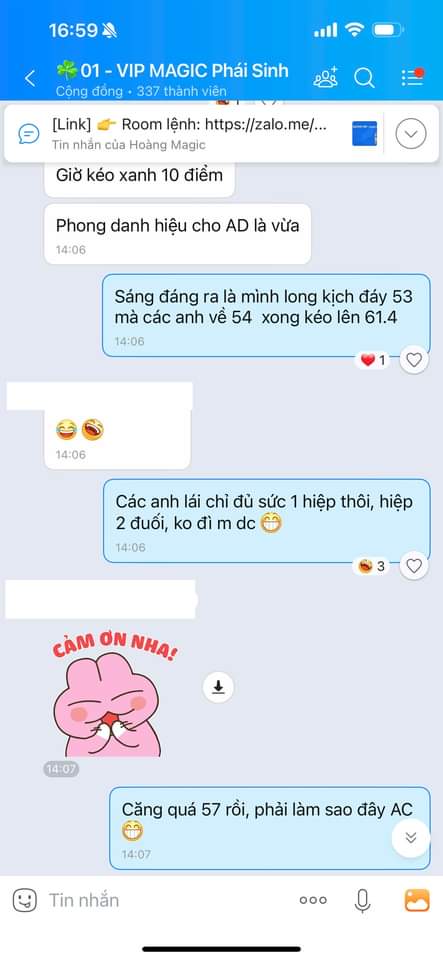 16:59
🍀01 - VIP MAGIC Phái Sinh
Cộng đồng • 337 thành viên
[Link] 👉 Room lệnh: https://zalo.me/...
Tin nhắn của Hoàng Magic
Giờ kéo xanh 10 điểm
Phong danh hiệu cho AD là vừa
14:06
Sáng đáng ra là mình long kịch đáy 53
mà các anh về 54 xong kéo lên 61.4
14:06
❤️ 1
😂🤣
14:06
Các anh lái chỉ đủ sức 1 hiệp thôi, hiệp
2 đuối, ko đì m dc 😁
14:06
🤣 3
CẢM ƠN NHA!
14:07
Căng quá 57 rồi, phải làm sao đây AC
😁
14:07
Tin nhắn